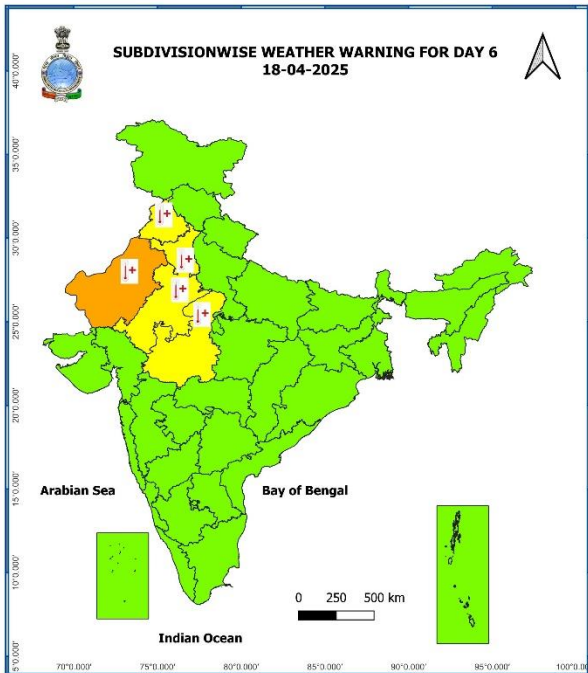 SUBDIVISIONWISE WEATHER WARNING FOR DAY 6
18-04-2025
40°0.000'
35°0.000'
30°0.000'
25°0.000'
20°0.000'
15°0.000'
10°0.000'
5°0.000'
Arabian Sea
Bay of Bengal
0 250 500 km
Indian Ocean
70°0.000' 75°0.000' 80°0.000' 85°0.000' 90°0.000' 95°0.000' 100°0.000